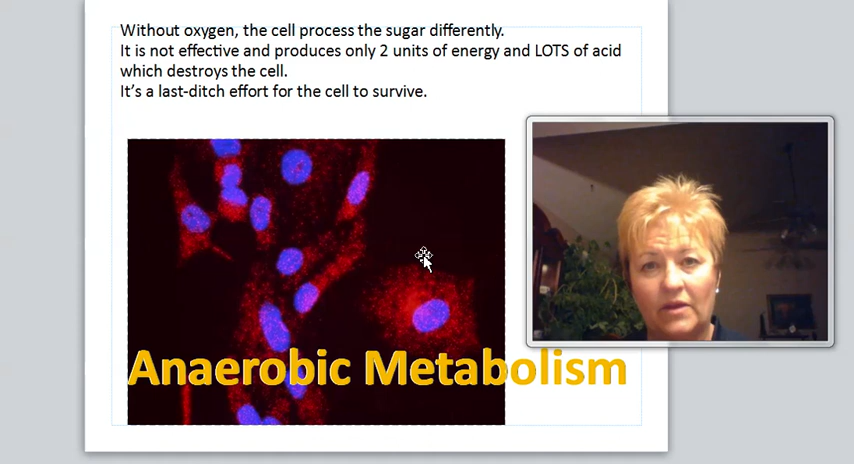 Without oxygen, the cell process the sugar differently.
It is not effective and produces only 2 units of energy and LOTS of acid
which destroys the cell.
It's a last-ditch effort for the cell to survive.
Anaerobic Metabolism